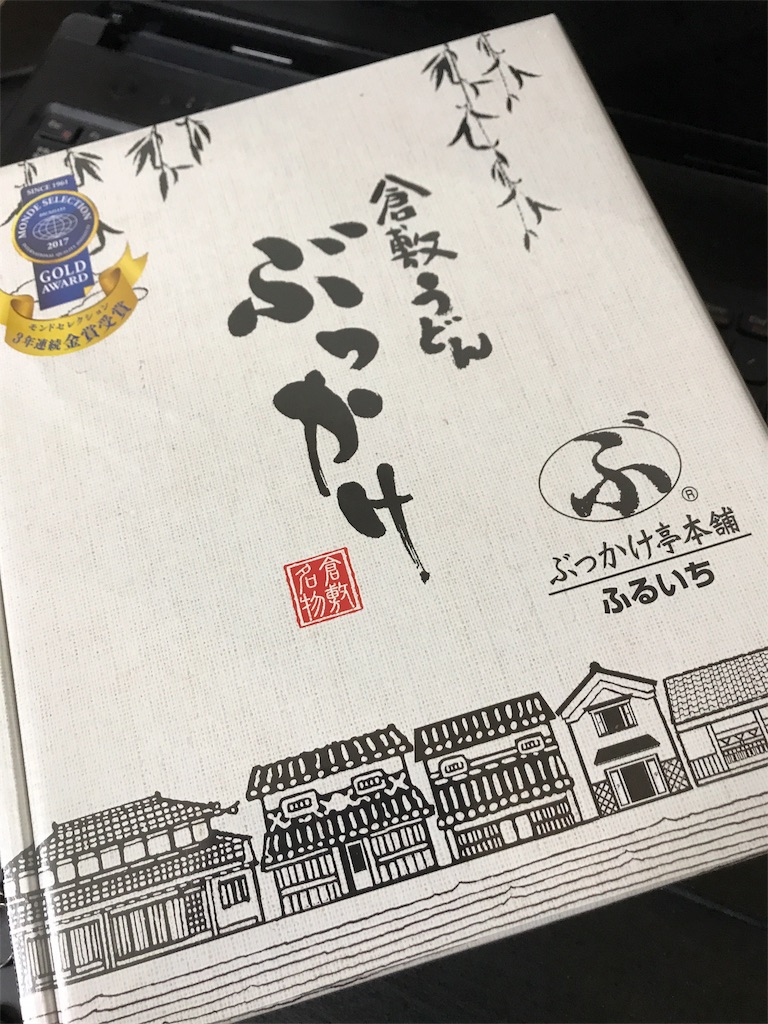 倉敷うどん
ぶっかけ
倉敷
名物
SINCE 1961
MONDE SELECTION
2017
GOLD
AWARD
モンドセレクション
3年連続金賞受賞
ぶ
®
ぶっかけ亭本舗
ふるいち